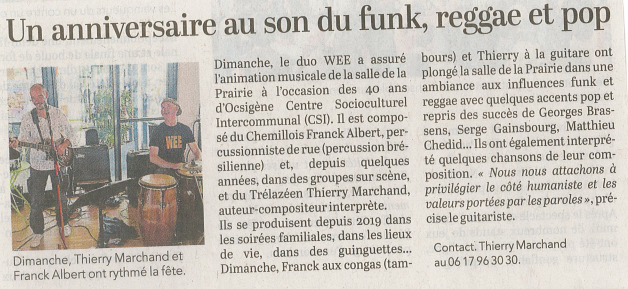 Un anniversaire au son du funk, reggae et pop
WEE
Dimanche, Thierry Marchand et
Franck Albert ont rythmé la fête.
Dimanche, le duo WEE a assuré
l'animation musicale de la salle de la
Prairie à l'occasion des 40 ans
d'Ocsigène Centre Socioculturel
Intercommunal (CSI). Il est com-
posé du Chemillois Franck Albert, per-
cussionniste de rue (percussion bré-
silienne) et, depuis quelques
années, dans des groupes sur scène,
et du Trélazéen Thierry Marchand,
auteur-compositeur interprète.
Ils se produisent depuis 2019 dans
les soirées familiales, dans les lieux
de vie, dans des guinguettes...
Dimanche, Franck aux congas (tam-
bours) et Thierry à la guitare ont
plongé la salle de la Prairie dans une
ambiance aux influences funk et
reggae avec quelques accents pop et
repris des succès de Georges Bras-
sens, Serge Gainsbourg, Matthieu
Chedid... Ils ont également interpré-
té quelques chansons de leur com-
position. « Nous nous attachons à
privilégier le côté humaniste et les
valeurs portées par les paroles », pré-
cise le guitariste.
Contact. Thierry Marchand
au 06 17 96 30 30.